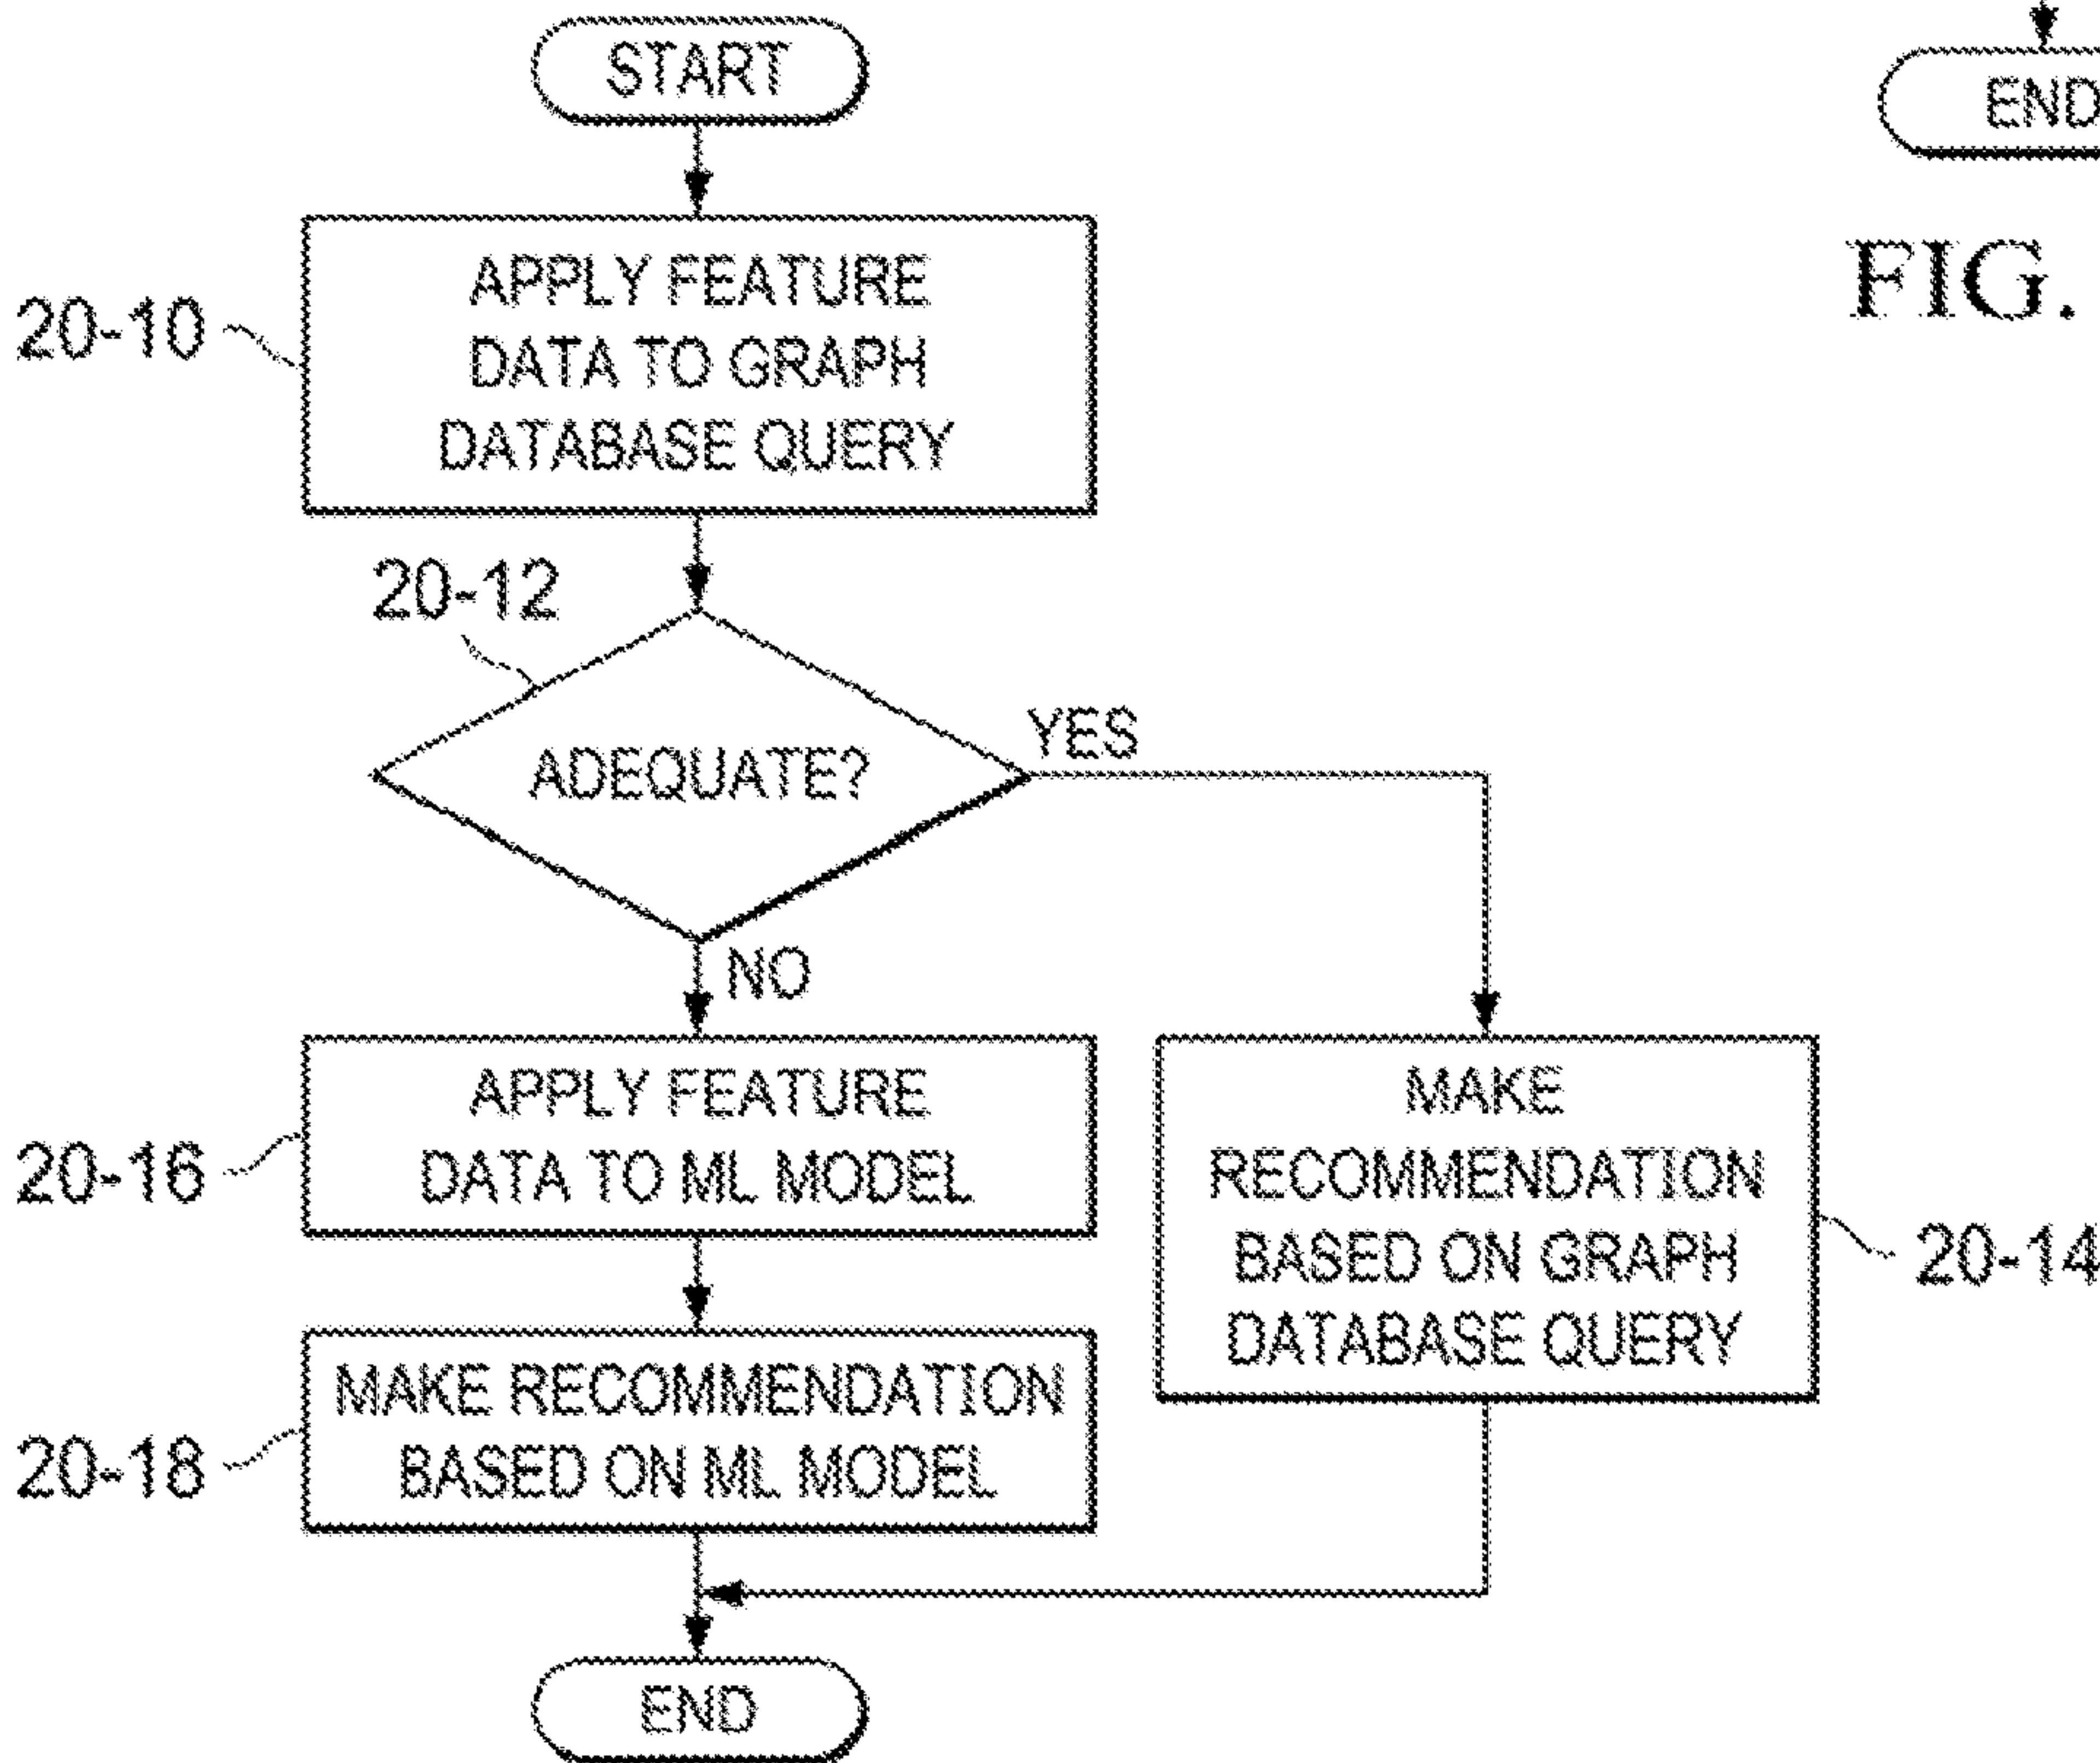 START
END
FIG.
20-10
APPLY FEATURE
DATA TO GRAPH
DATABASE QUERY
20-12
ADEQUATE?
YES
NO
20-16
APPLY FEATURE
DATA TO ML MODEL
MAKE
RECOMMENDATION
BASED ON GRAPH
DATABASE QUERY
20-14
20-18
MAKE RECOMMENDATION
BASED ON ML MODEL
END